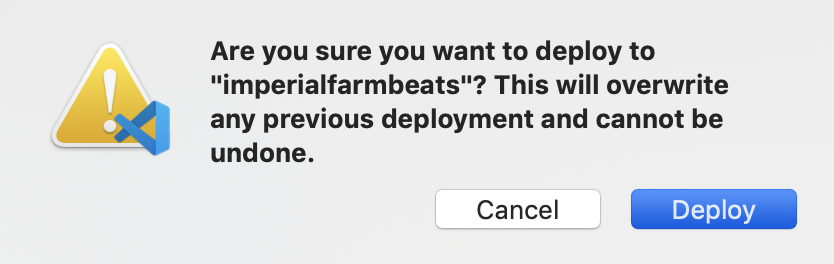 Are you sure you want to deploy to
"imperialfarmbeats"? This will overwrite
any previous deployment and cannot be
undone.
Cancel
Deploy